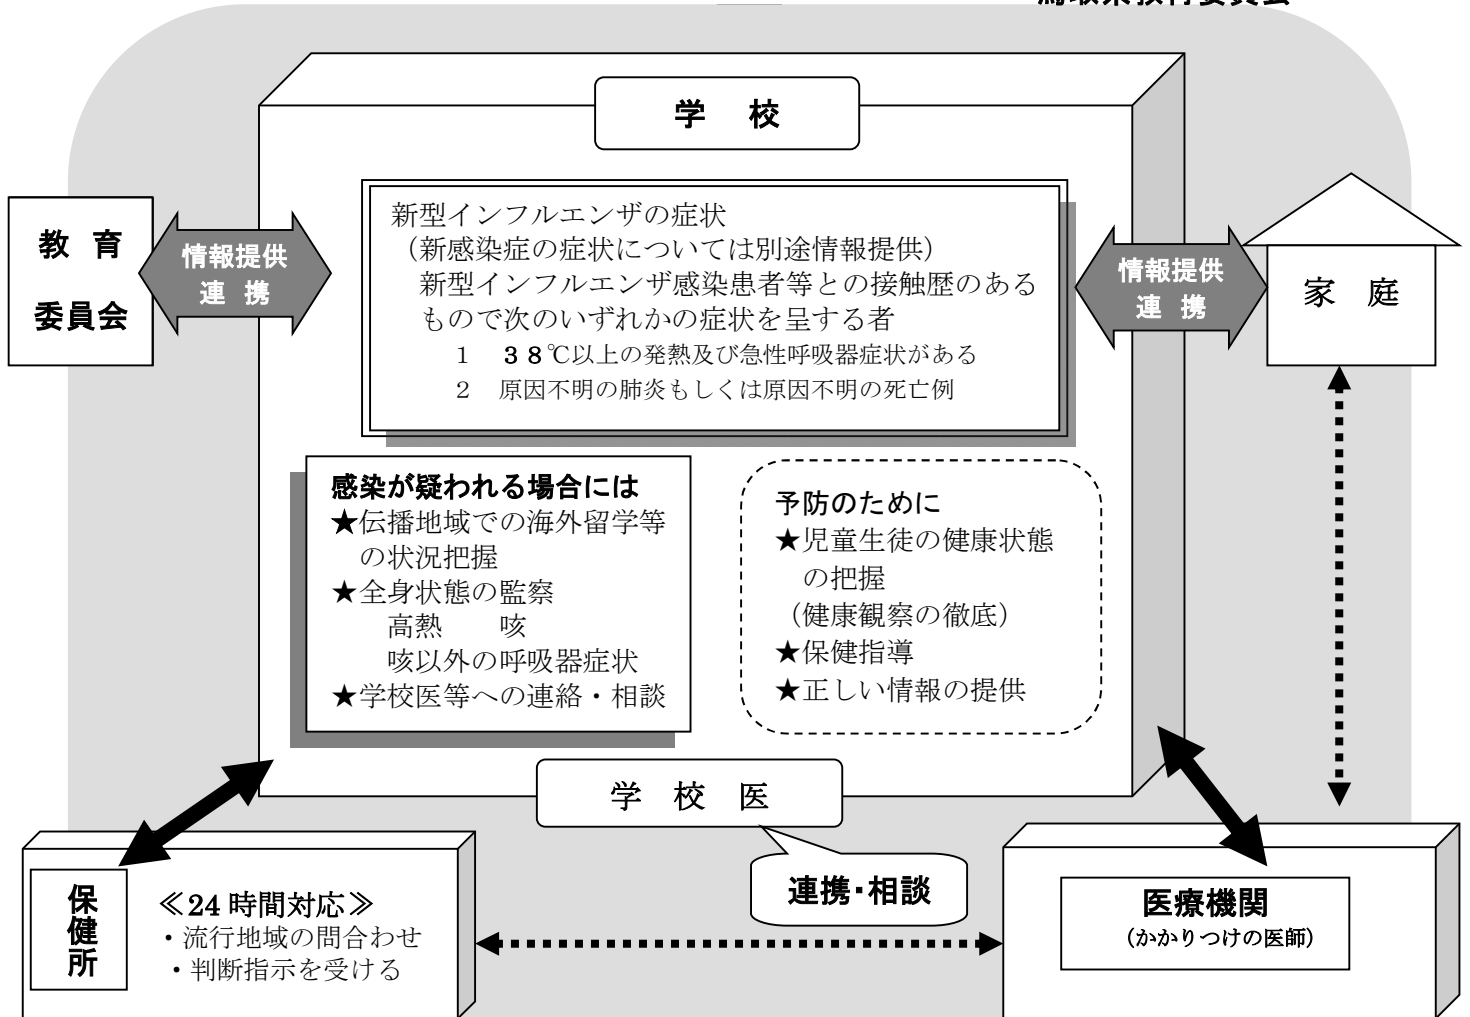 学　校
新型インフルエンザの症状
（新感染症の症状については別途情報提供）
新型インフルエンザ感染患者等との接触歴のある
もので次のいずれかの症状を呈する者
１　３８℃以上の発熱及び急性呼吸器症状がある
２　原因不明の肺炎もしくは原因不明の死亡例
教　育
委員会
情報提供
連　携
情報提供
連　携
家　庭
感染が疑われる場合には
★伝播地域での海外留学等
の状況把握
★全身状態の監察
高熱　　咳
咳以外の呼吸器症状
★学校医等への連絡・相談
予防のために
★児童生徒の健康状態
の把握
（健康観察の徹底）
★保健指導
★正しい情報の提供
学　校　医
連携・相談
保健所
≪24 時間対応≫
・流行地域の問合わせ
・判断指示を受ける
医療機関
（かかりつけの医師）